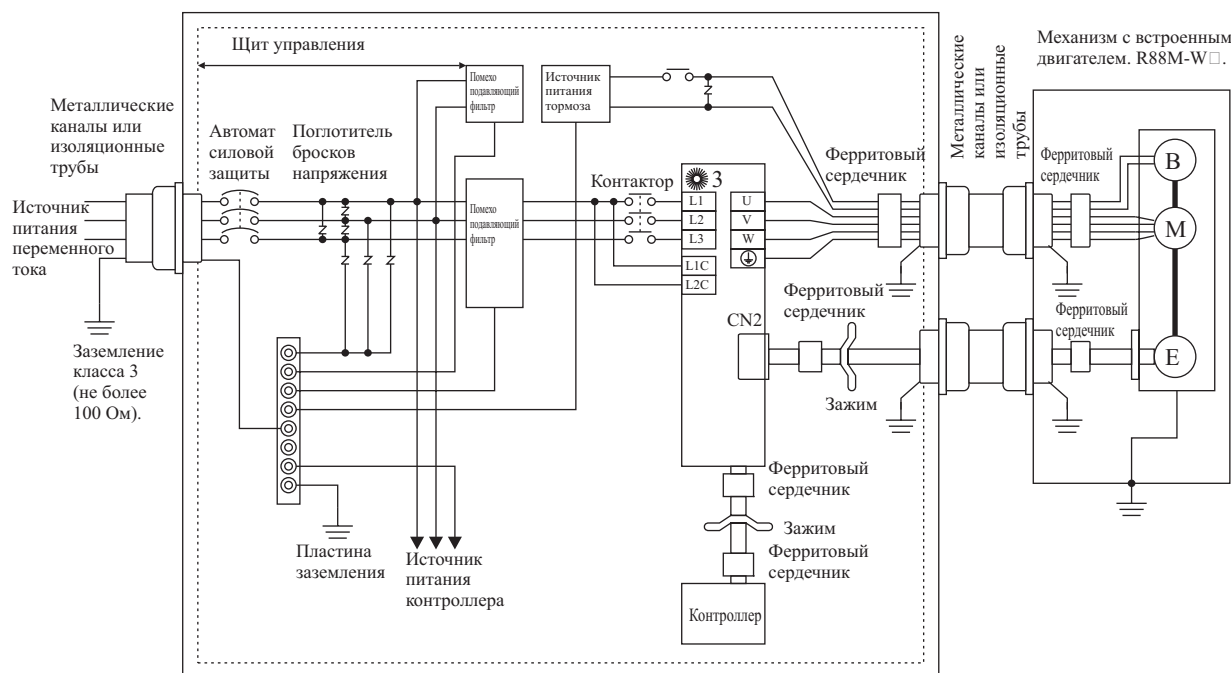 Щит управления
Механизм с встроенным
двигателем. R88M-W□.
Металлические
каналы или
изоляционные
трубы
Автомат
силовой
защиты
Поглотитель
бросков
напряжения
Помехо
подавляющий
фильтр
Источник
питания
тормоза
Ферритовый
сердечник
Металлические
каналы или
изоляционные
трубы
Ферритовый
сердечник
B
M
E
Источник
питания
переменного
тока
Помехо
подавляющий
фильтр
Контактор
3
L1
L2
L3
L1C
L2C
U
V
W
CN2
Ферритовый
сердечник
Зажим
Ферритовый
сердечник
Заземление
класса 3
(не более
100 Ом).
Пластина
заземления
Источник
питания
контроллера
Ферритовый
сердечник
Зажим
Ферритовый
сердечник
Контроллер